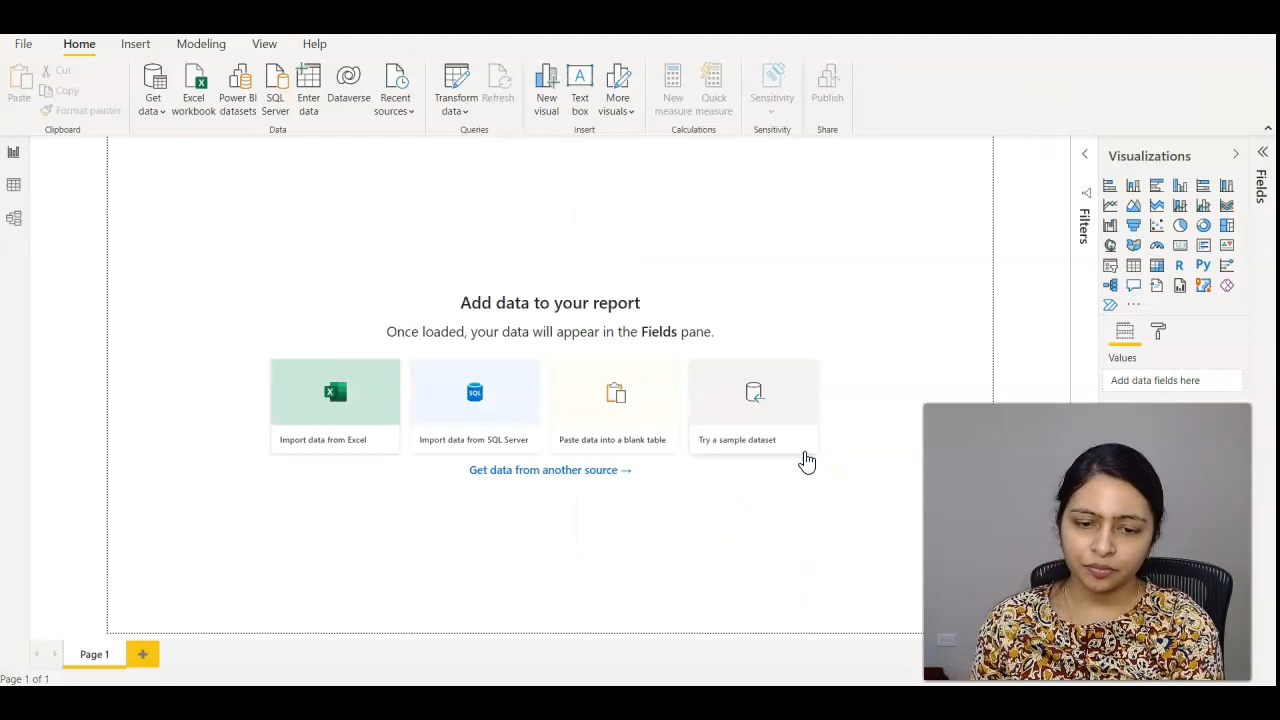 File Home Insert Modeling View Help
Paste
Cut
Copy
Format painter
Clipboard
Get data
Excel workbook
Power BI datasets
SQL Server
Enter data
Dataverse
Recent sources
Data
Transform data
Refresh
Queries
New visual
Text box
More visuals
Insert
New measure
Quick measure
Calculations
Sensitivity
Sensitivity
Publish
Share
Filters
Visualizations
R
Py
Values
Add data fields here
Fields
Add data to your report
Once loaded, your data will appear in the Fields pane.
SQL
Import data from Excel
Import data from SQL Server
Paste data into a blank table
Try a sample dataset
Get data from another source →
Page 1
Page 1 of 1